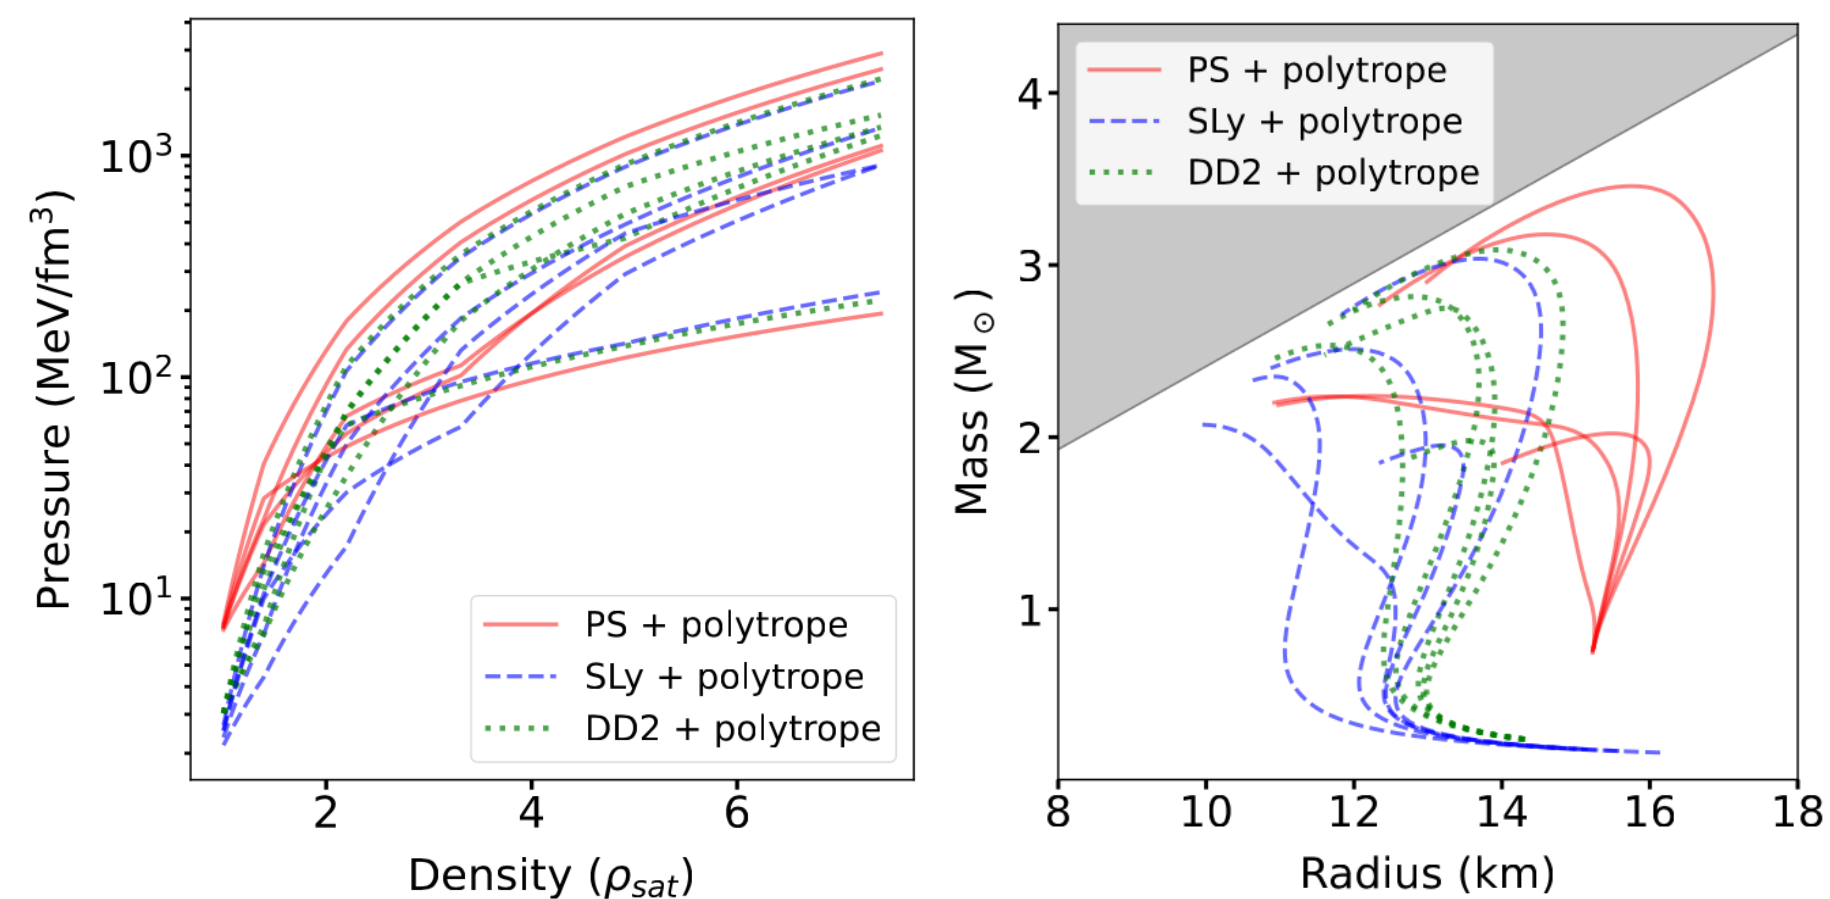 Pressure (MeV/fm³)
10³
10²
10¹
PS + polytrope
SLy + polytrope
DD2 + polytrope
2 4 6
Density (ρsat)
Mass (M⊙)
4
3
2
1
PS + polytrope
SLy + polytrope
DD2 + polytrope
8 10 12 14 16 18
Radius (km)